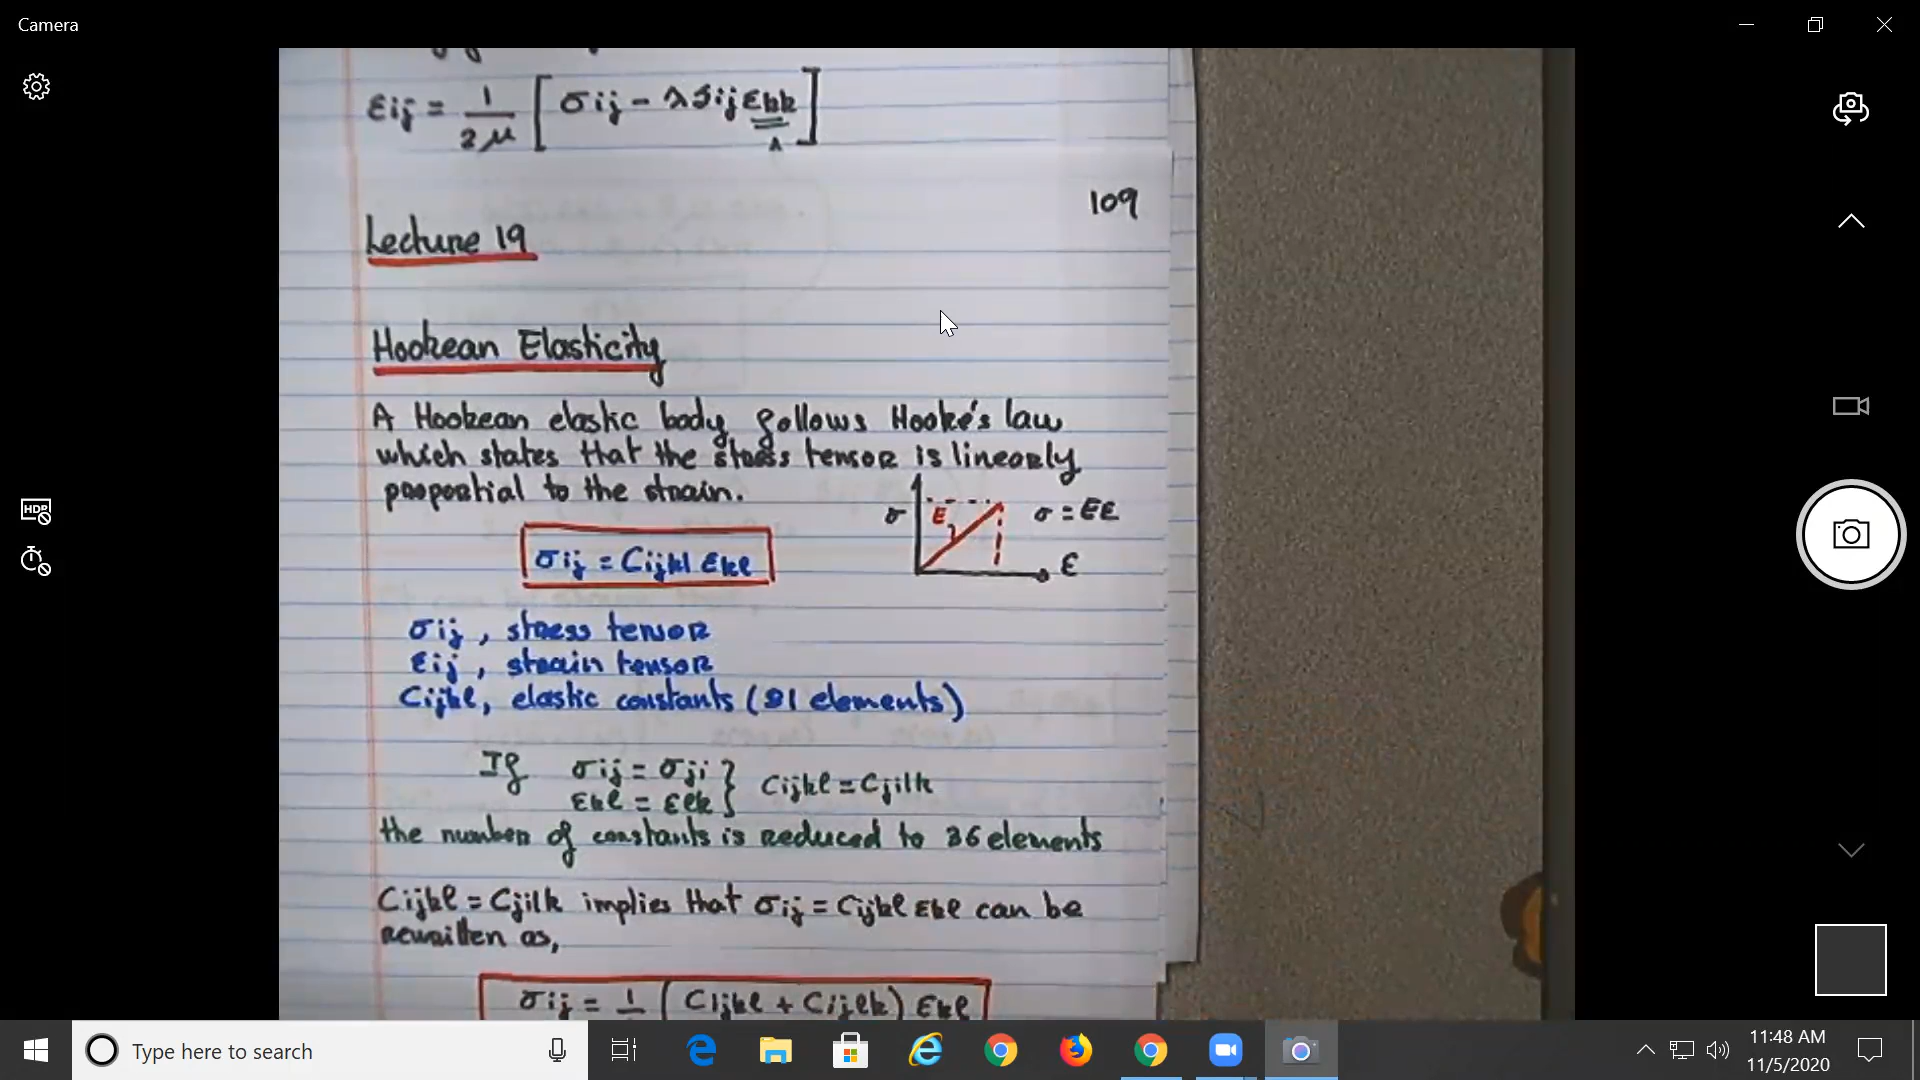 Camera
εij = 1/2μ [ σij - λ δij εkk ]
109
Lecture 19
Hookean Elasticity
A Hookean elastic body follows Hooke's law
which states that the stress tensor is linearly
proportial to the strain.
σ E σ = Eε
ε
σij = Cijkl εkl
σij, stress tensor
εij, strain tensor
Cijkl, elastic constants (81 elements)
If σij = σji } Cijkl = Cjilk
εkl = εlk
the number of constants is reduced to 36 elements
Cijkl = Cjilk implies that σij = Cijkl εkl can be
rewritten as,
σij = 1 ( Cijkl + Cijlk ) εkl
HDR
Type here to search
11:48 AM
11/5/2020